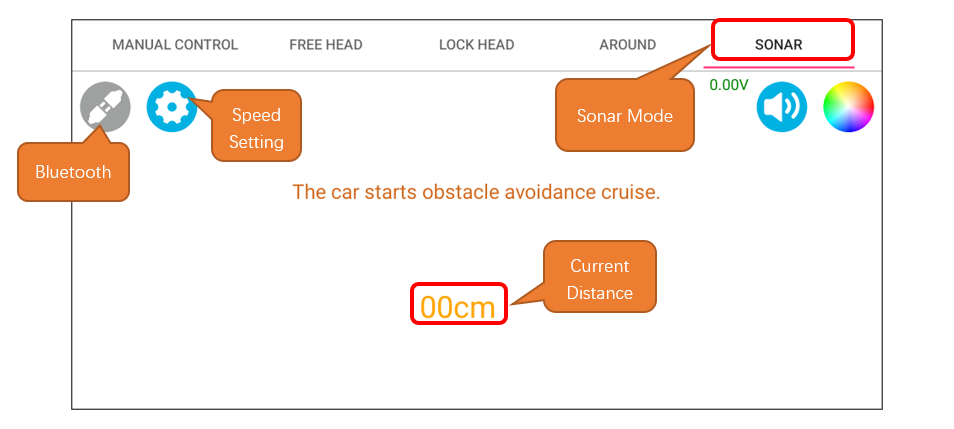 MANUAL CONTROL
FREE HEAD
LOCK HEAD
AROUND
SONAR
0.00V
Speed
Setting
Sonar Mode
Bluetooth
The car starts obstacle avoidance cruise.
Current
Distance
00cm